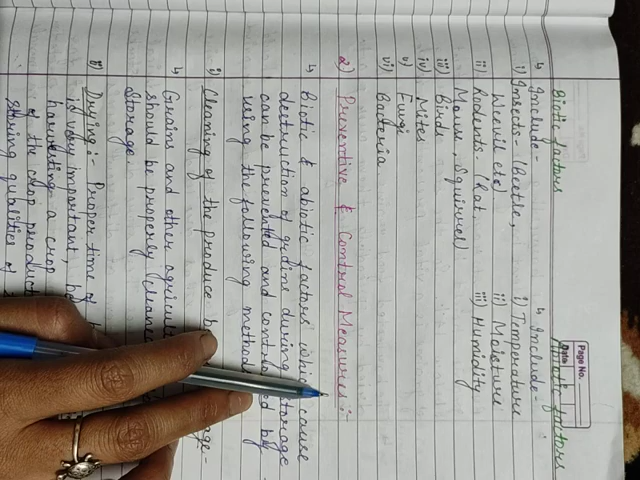 Page No.
Date
Biotic factors
Abiotic factors
↳ Include -
↳ Include -
i) Insects - (Beetle,
Weevill etc)
i) Temperature
ii) Moisture
ii) Rodents - (Rat,
Mouse, Squirrel)
iii) Humidity
iii) Birds
iv) Mites
v) Fungi
vi) Bacteria
2) Preventive & Control Measures :-
↳ Biotic & abiotic factors which cause
destruction of grains during storage
can be prevented and controlled by
using the following method
i) Cleaning of the produce
↳ Grains and other
should be properly (cleaned
storage
ii) Drying :- Proper time of
is very important,
harvesting a crop
of the crop product
storing qualities of